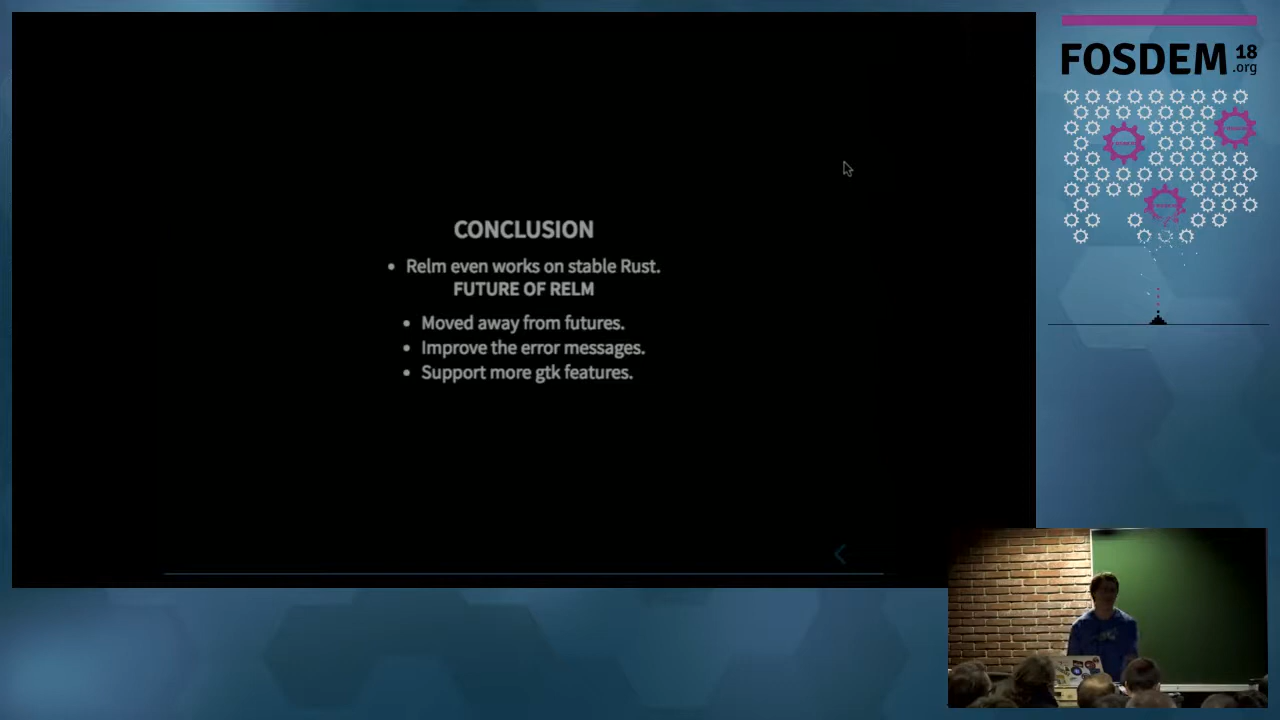 FOSDEM 18
.org
CONCLUSION
• Relm even works on stable Rust.
FUTURE OF RELM
• Moved away from futures.
• Improve the error messages.
• Support more gtk features.